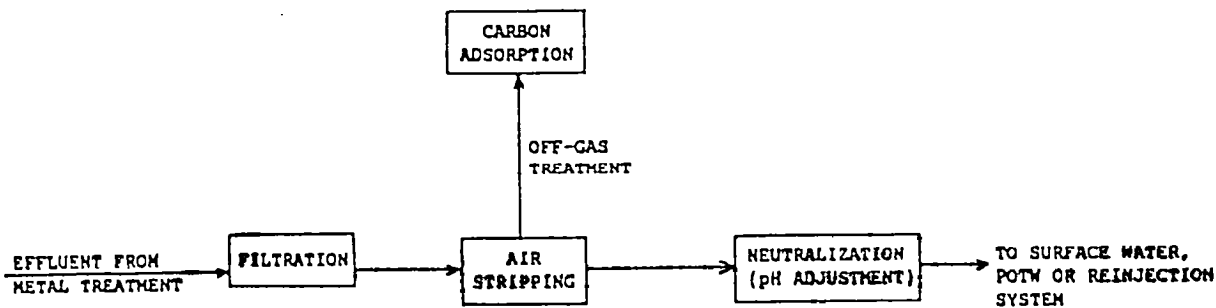 CARBON
ADSORPTION
OFF-GAS
TREATMENT
EFFLUENT FROM
METAL TREATMENT
FILTRATION
AIR
STRIPPING
NEUTRALIZATION
(pH ADJUSTMENT)
TO SURFACE WATER,
POTW OR REINJECTION
SYSTEM